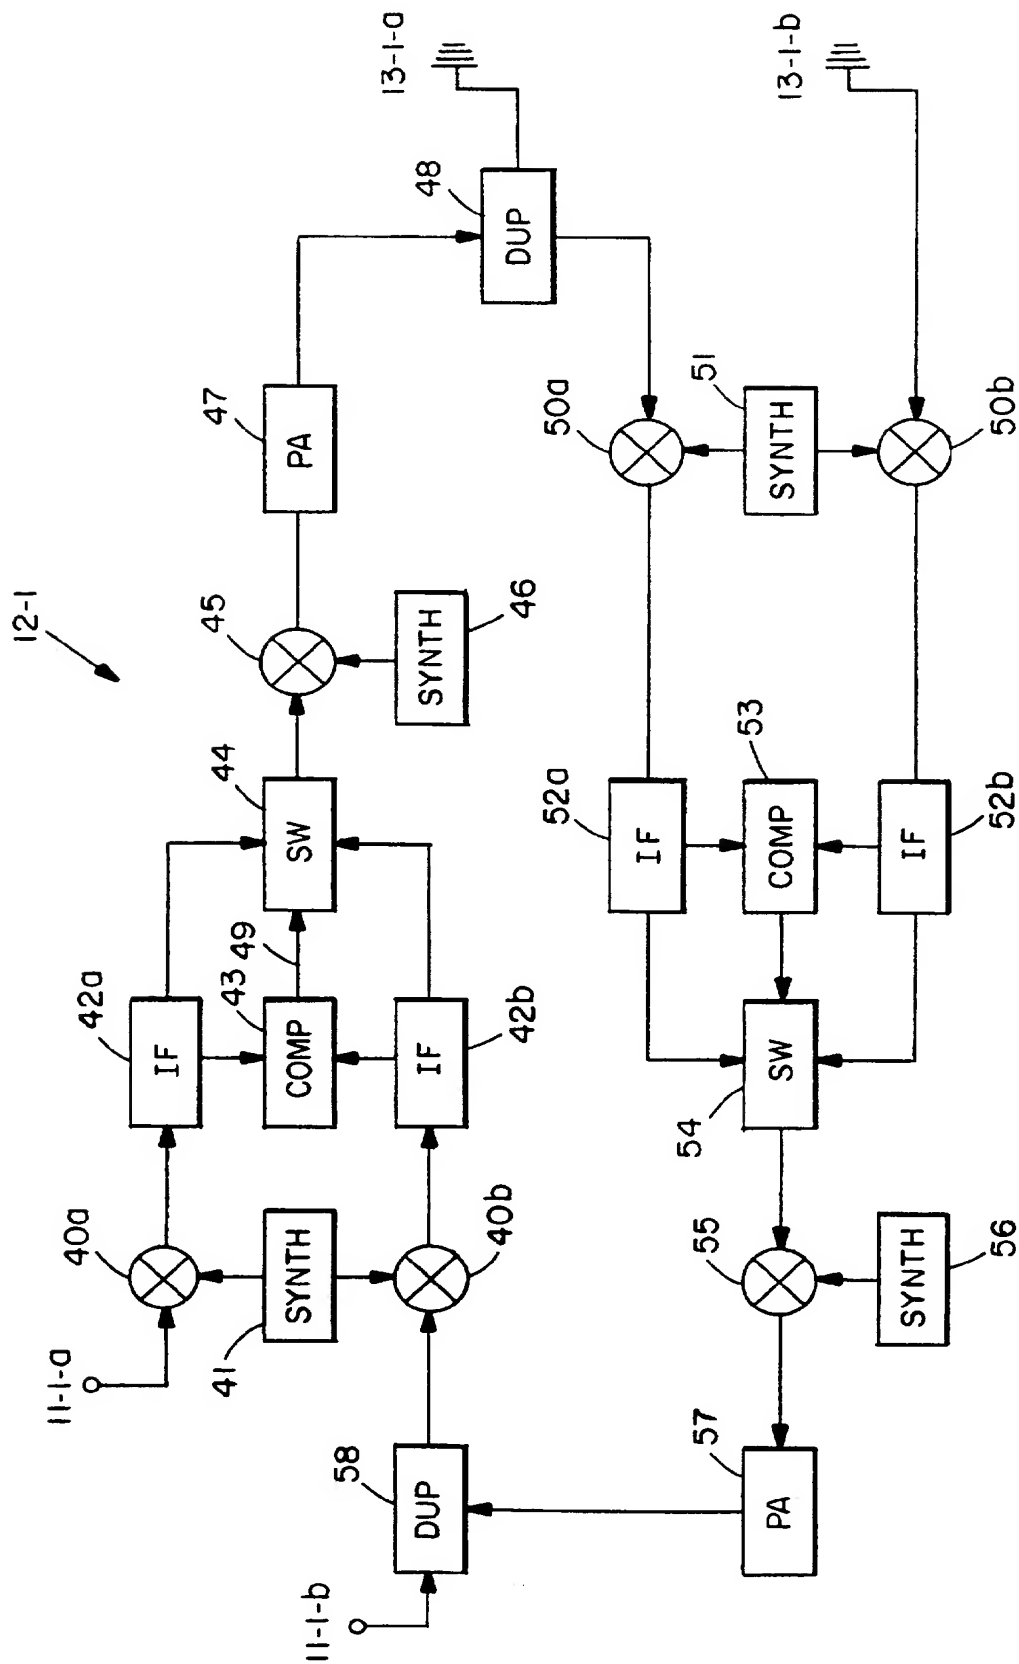 12-1
11-1-a
40a
41
SYNTH
40b
42a
IF
43
COMP
49
IF
42b
44
SW
45
SYNTH
46
47
PA
48
DUP
13-1-a
11-1-b
58
DUP
57
PA
55
SYNTH
56
54
SW
52a
IF
53
COMP
IF
52b
50a
51
SYNTH
50b
13-1-b